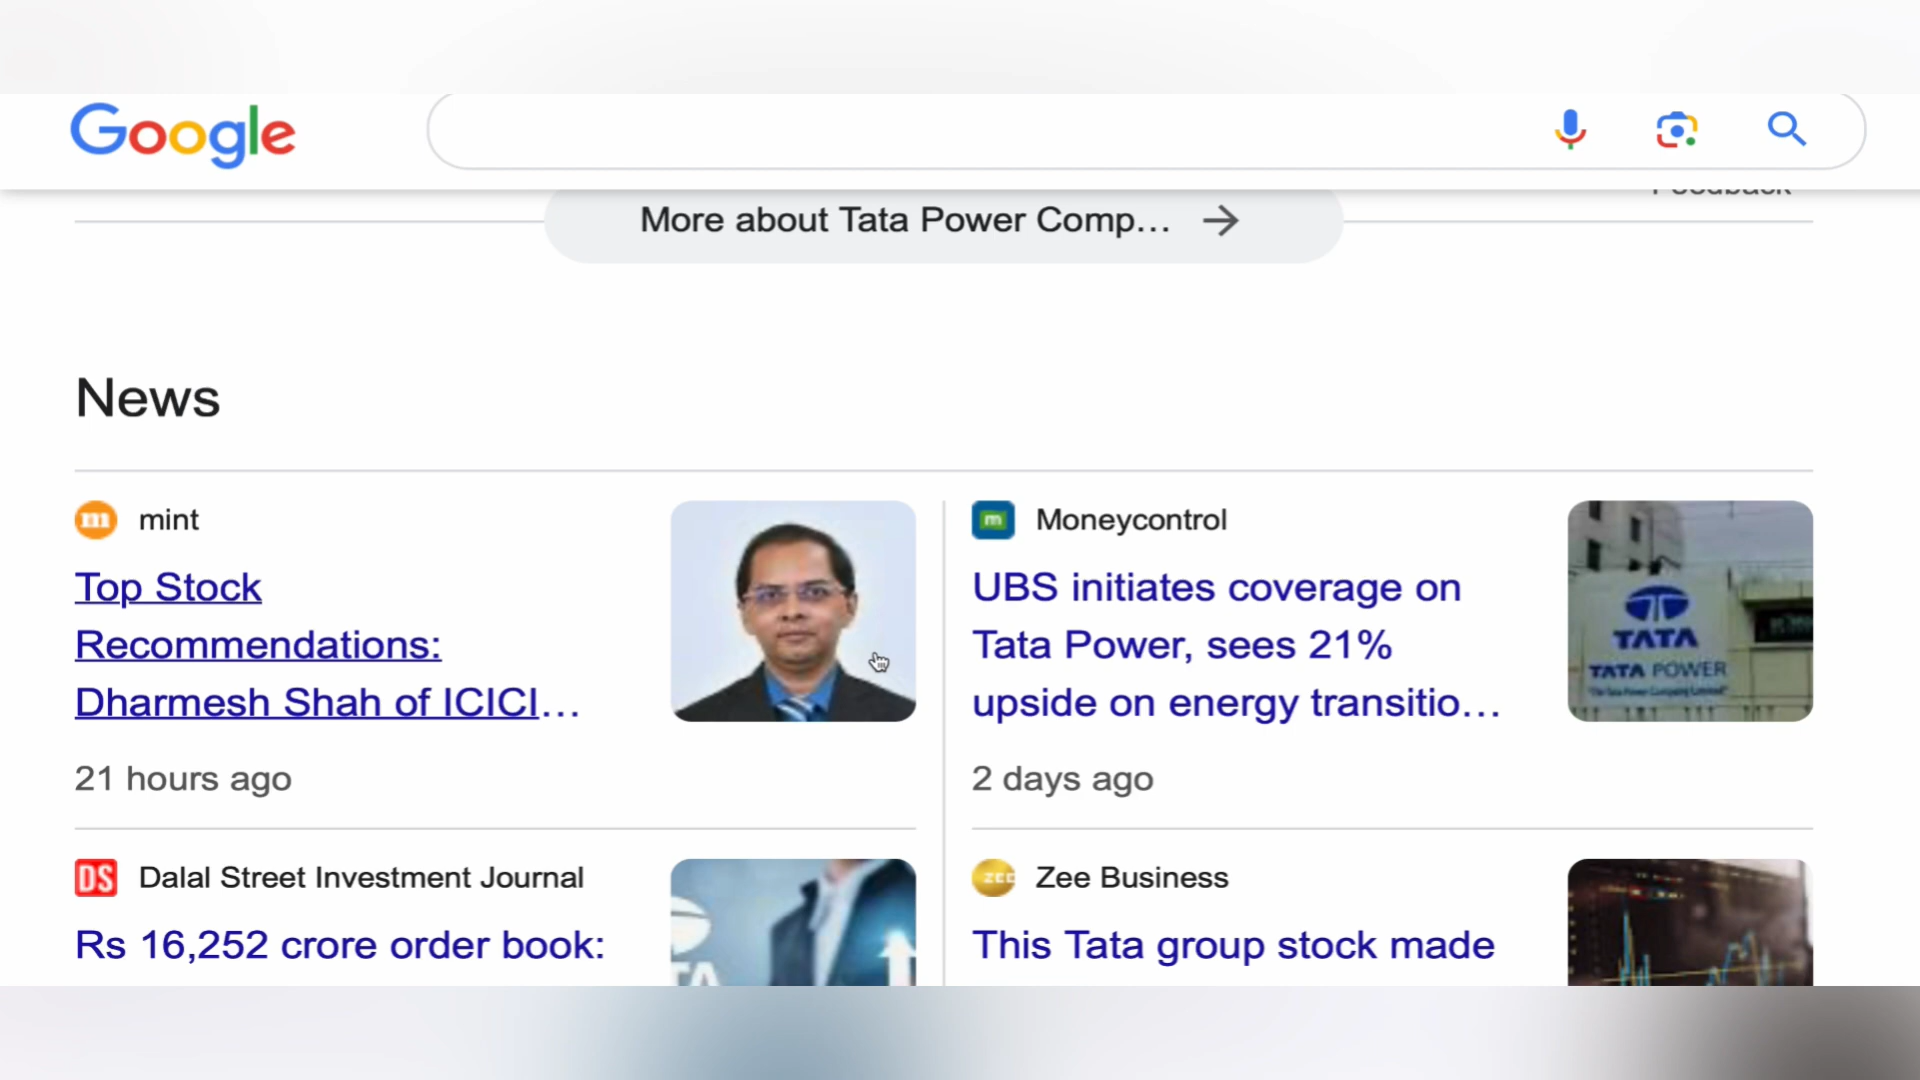 Google
More about Tata Power Comp...
News
mint
Top Stock
Recommendations:
Dharmesh Shah of ICICI...
21 hours ago
Moneycontrol
UBS initiates coverage on
Tata Power, sees 21%
upside on energy transitio...
2 days ago
TATA
TATA POWER
DS Dalal Street Investment Journal
Rs 16,252 crore order book:
Zee Business
This Tata group stock made